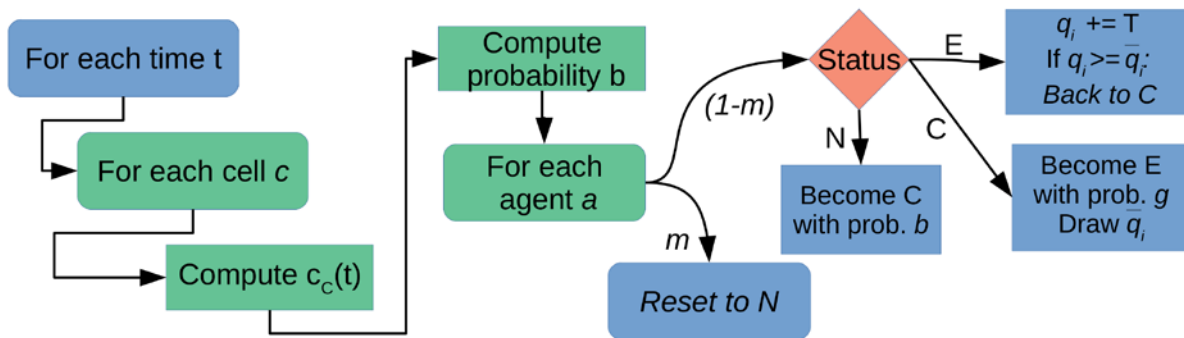 For each time t
For each cell c
Compute c_C(t)
Compute
probability b
For each
agent a
(1-m)
m
Reset to N
Status
N
Become C
with prob. b
E
q_i += T
If q_i >= q̅_i:
Back to C
C
Become E
with prob. g
Draw q̅_i